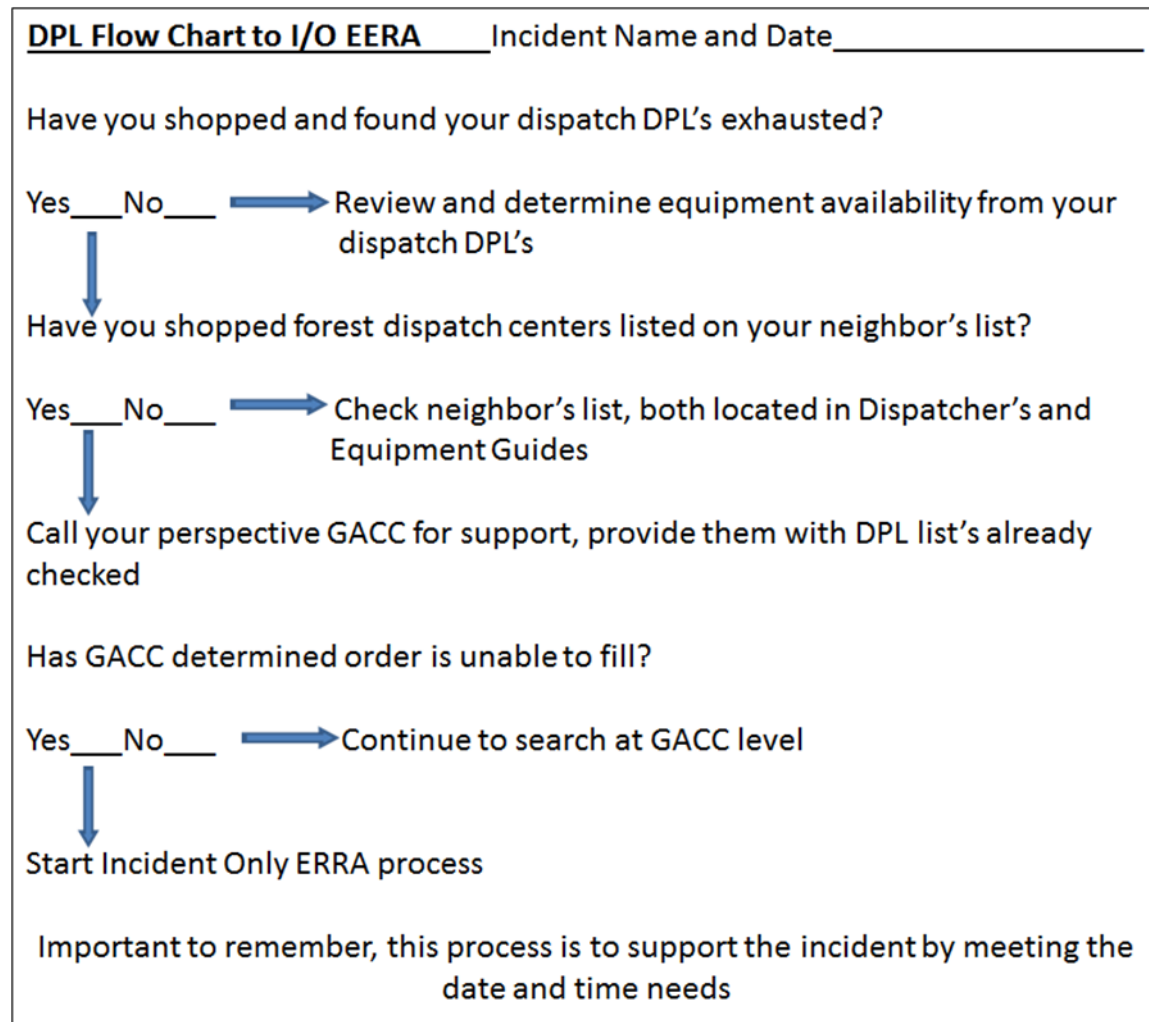 DPL Flow Chart to I/O EERA____Incident Name and Date__________________
Have you shopped and found your dispatch DPL's exhausted?
Yes___No___ Review and determine equipment availability from your
dispatch DPL's
Have you shopped forest dispatch centers listed on your neighbor's list?
Yes___No___ Check neighbor's list, both located in Dispatcher's and
Equipment Guides
Call your perspective GACC for support, provide them with DPL list's already
checked
Has GACC determined order is unable to fill?
Yes___No___ Continue to search at GACC level
Start Incident Only ERRA process
Important to remember, this process is to support the incident by meeting the
date and time needs